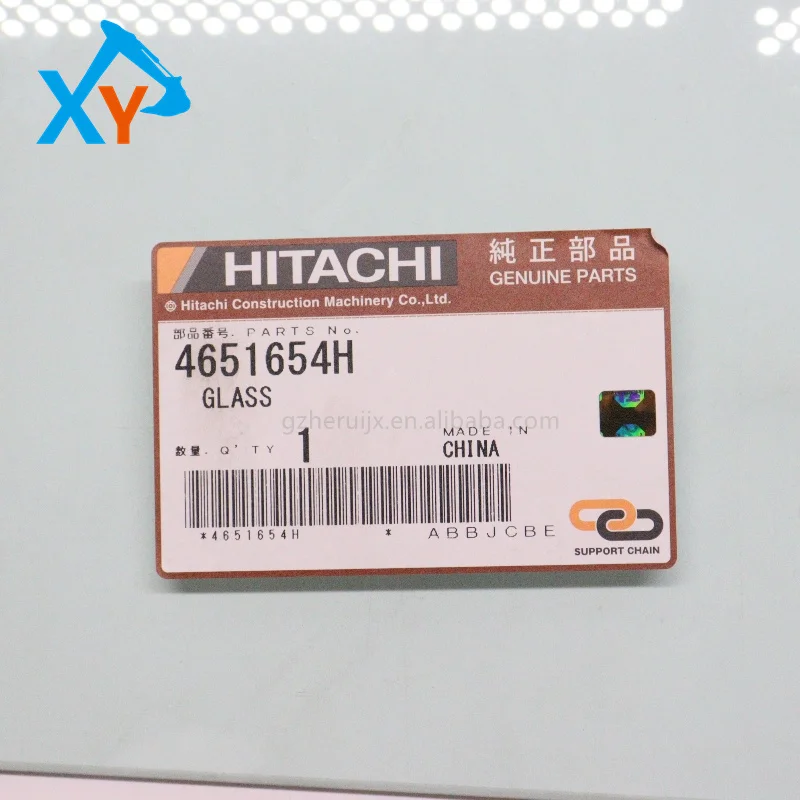 XY
HITACHI
純正部品
GENUINE PARTS
© Hitachi Construction Machinery Co.,Ltd.
部品番号. PARTS No.
4651654H
GLASS
gzheruijx.en.alibaba.com
数量. Q'TY 1
MADE IN
CHINA
*4651654H * ABBJCBE
SUPPORT CHAIN